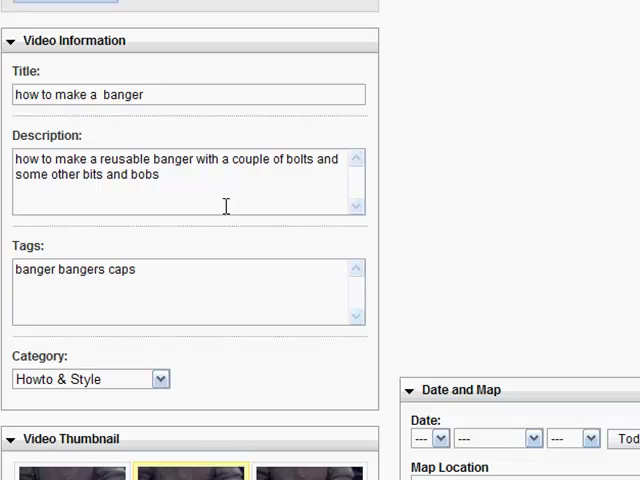 Video Information
Title:
how to make a  banger
Description:
how to make a reusable banger with a couple of bolts and
some other bits and bobs
Tags:
banger bangers caps
Category:
Howto & Style
Date and Map
Date:
--- --- --- Tod
Map Location
Video Thumbnail